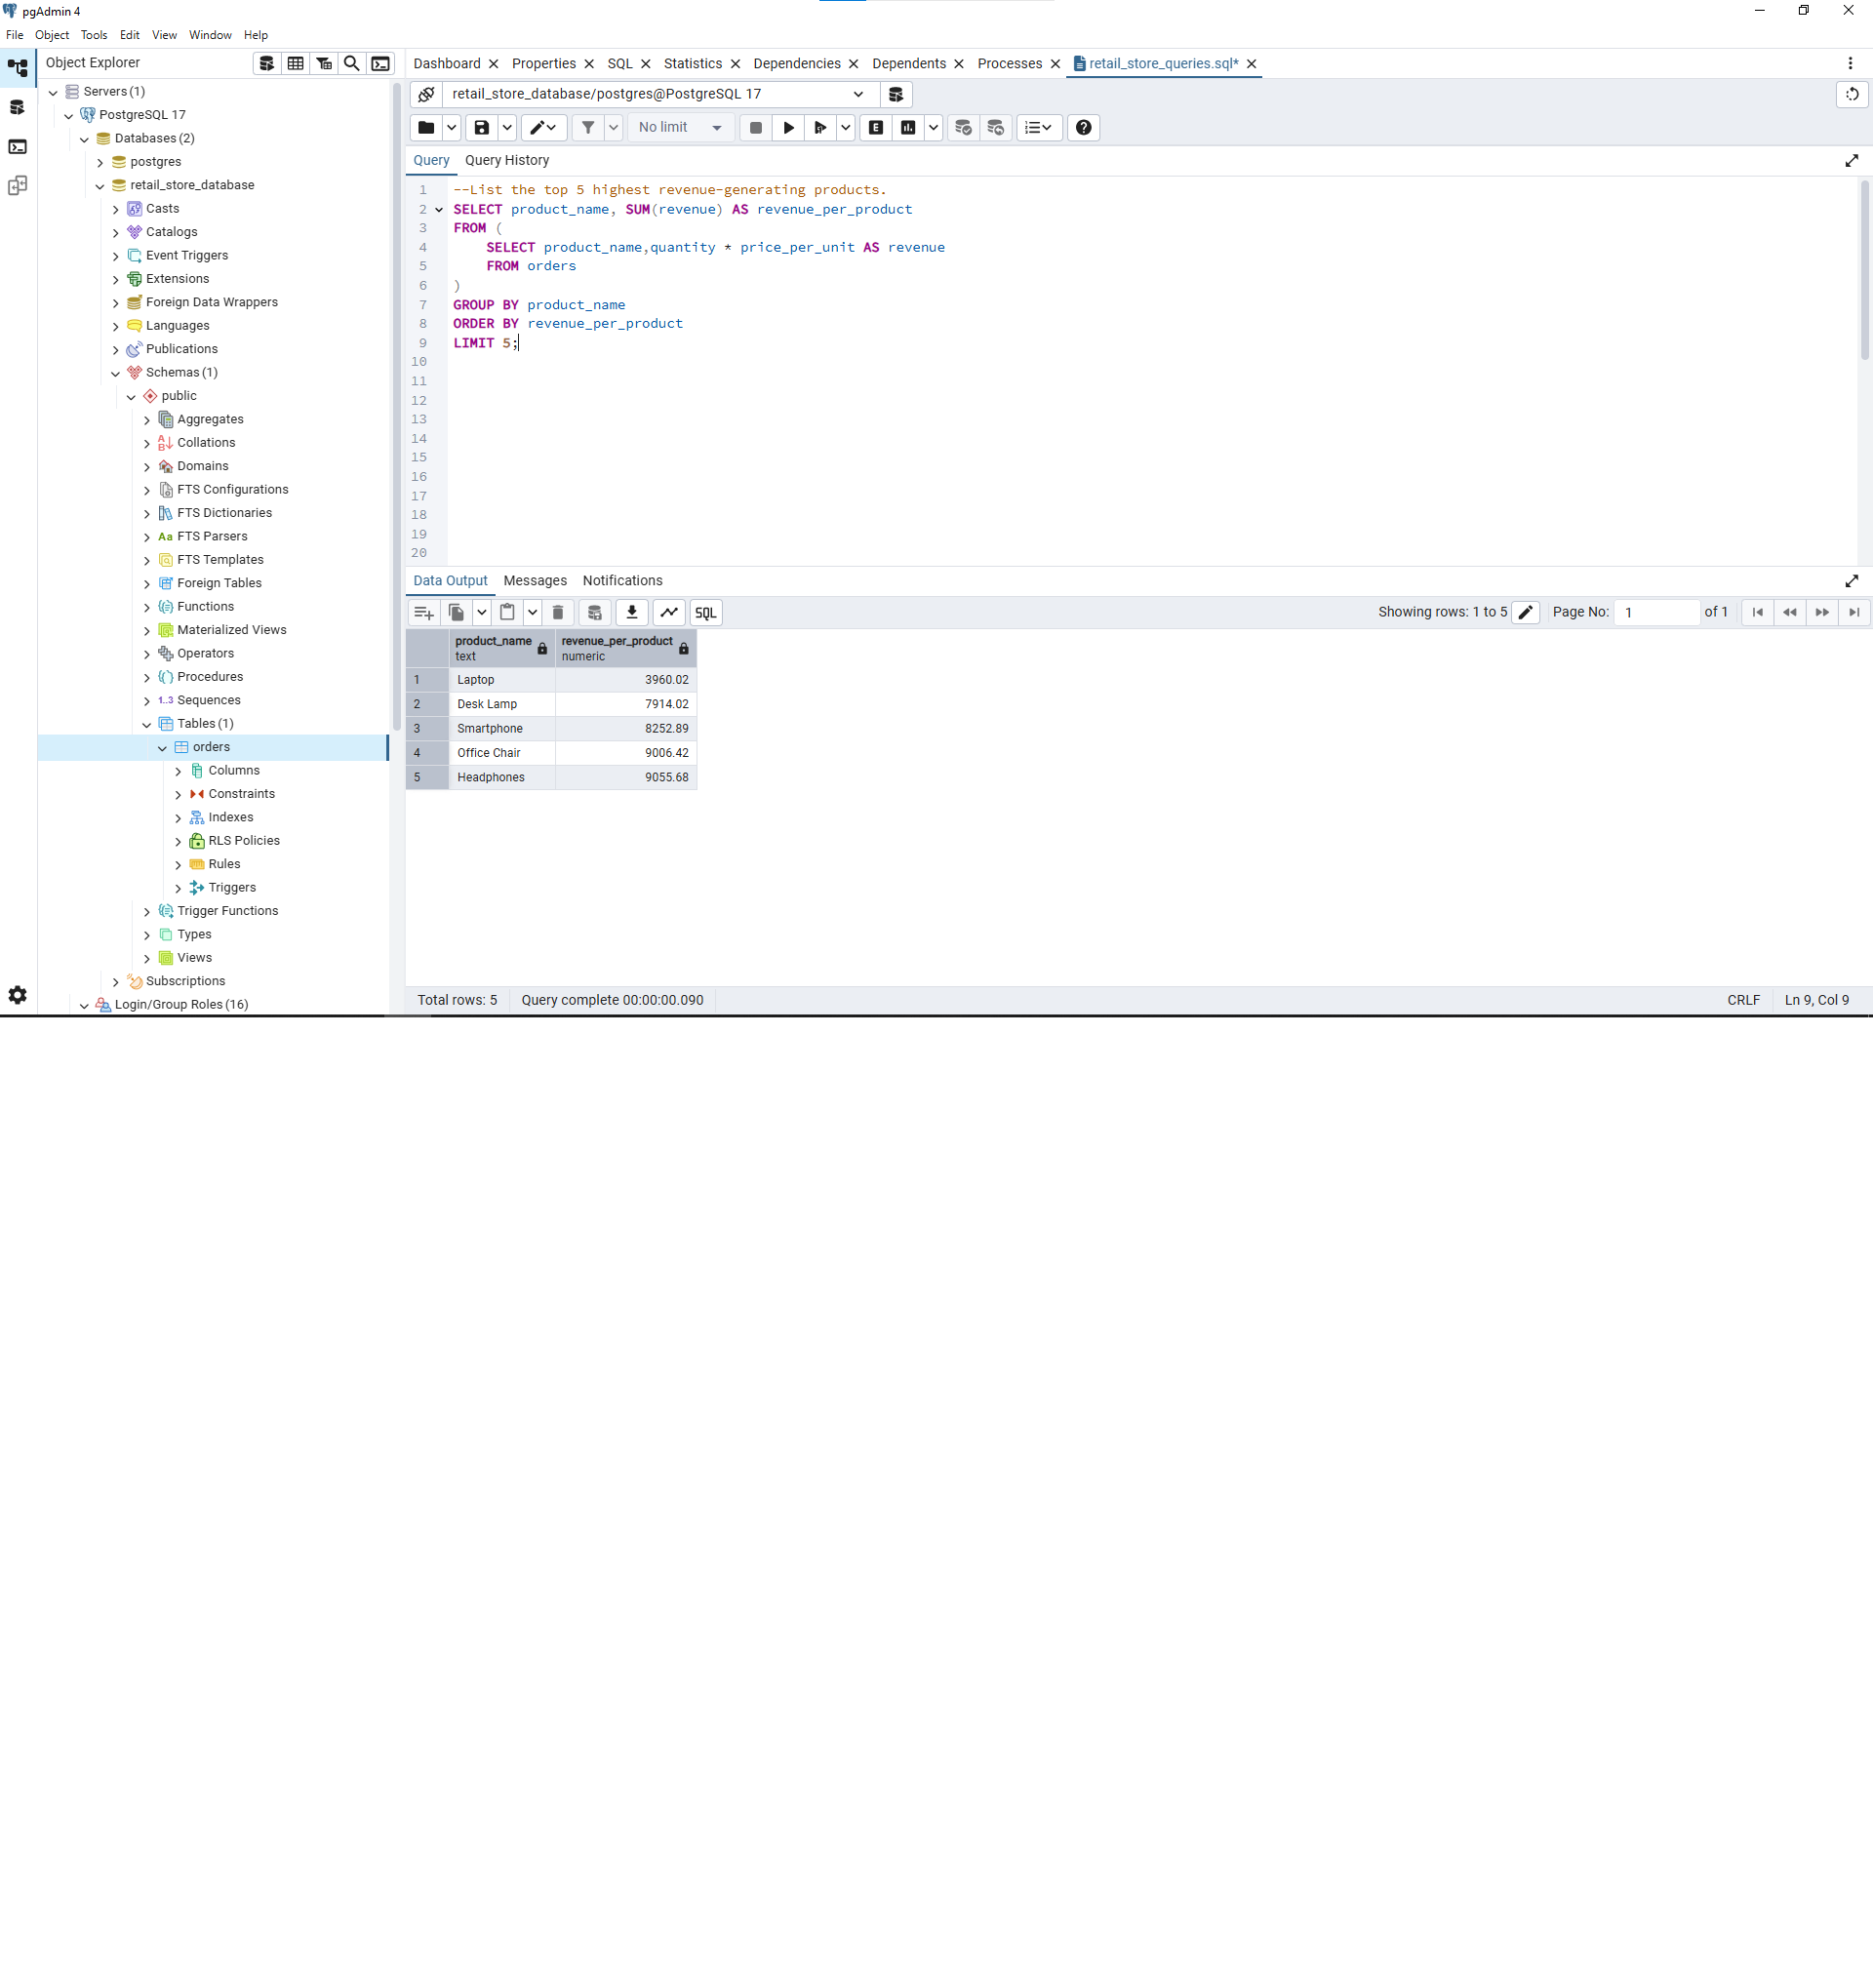 pgAdmin 4
File Object Tools Edit View Window Help
Object Explorer
Servers (1)
PostgreSQL 17
Databases (2)
postgres
retail_store_database
Casts
Catalogs
Event Triggers
Extensions
Foreign Data Wrappers
Languages
Publications
Schemas (1)
public
Aggregates
Collations
Domains
FTS Configurations
FTS Dictionaries
Aa FTS Parsers
FTS Templates
Foreign Tables
Functions
Materialized Views
Operators
Procedures
1..3 Sequences
Tables (1)
orders
Columns
Constraints
Indexes
RLS Policies
Rules
Triggers
Trigger Functions
Types
Views
Subscriptions
Login/Group Roles (16)
Dashboard Properties SQL Statistics Dependencies Dependents Processes retail_store_queries.sql*
retail_store_database/postgres@PostgreSQL 17
No limit E
Query Query History
1 --List the top 5 highest revenue-generating products.
2 SELECT product_name, SUM(revenue) AS revenue_per_product
3 FROM (
4 SELECT product_name,quantity * price_per_unit AS revenue
5 FROM orders
6 )
7 GROUP BY product_name
8 ORDER BY revenue_per_product
9 LIMIT 5;
10
11
12
13
14
15
16
17
18
19
20
Data Output Messages Notifications
SQL Showing rows: 1 to 5 Page No: 1 of 1
product_name revenue_per_product
text numeric
1 Laptop 3960.02
2 Desk Lamp 7914.02
3 Smartphone 8252.89
4 Office Chair 9006.42
5 Headphones 9055.68
Total rows: 5 Query complete 00:00:00.090 CRLF Ln 9, Col 9